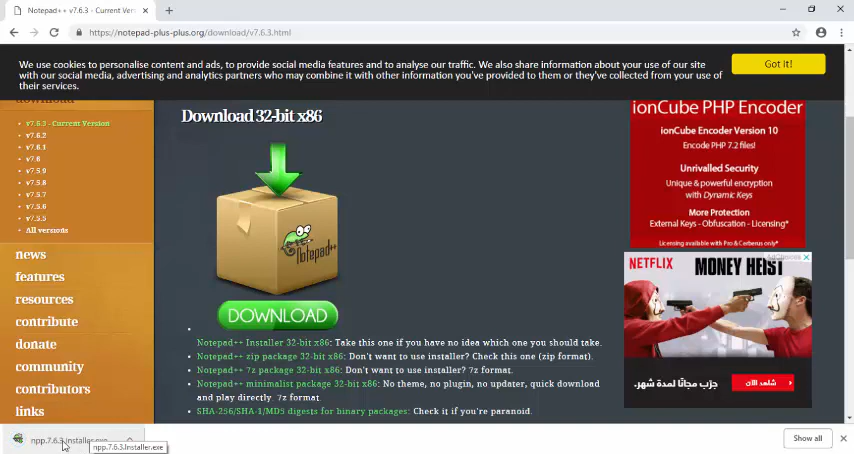 Notepad++ v7.6.3 - Current Ver
https://notepad-plus-plus.org/download/v7.6.3.html
We use cookies to personalise content and ads, to provide social media features and to analyse our traffic. We also share information about your use of our site
with our social media, advertising and analytics partners who may combine it with other information you've provided to them or they've collected from your use of
their services.
Got it!
download
v7.6.3 - Current Version
v7.6.2
v7.6.1
v7.6
v7.5.9
v7.5.8
v7.5.7
v7.5.6
v7.5.5
All versions
news
features
resources
contribute
donate
community
contributors
links
Download 32-bit x86
Notepad++
DOWNLOAD
Notepad++ Installer 32-bit x86: Take this one if you have no idea which one you should take.
Notepad++ zip package 32-bit x86: Don't want to use installer? Check this one (zip format).
Notepad++ 7z package 32-bit x86: Don't want to use installer? 7z format.
Notepad++ minimalist package 32-bit x86: No theme, no plugin, no updater, quick download
and play directly. 7z format.
SHA-256/SHA-1/MD5 digests for binary packages: Check it if you're paranoid.
ionCube PHP Encoder
ionCube Encoder Version 10
Encode PHP 7.2 files!
Unrivalled Security
Unique & powerful encryption
with Dynamic Keys
More Protection
External Keys - Obfuscation - Licensing*
*Licensing available with Pro & Cerberus only*
AdChoices
NETFLIX MONEY HEIST
جرّب مجانًا لمدة شهر.
شاهد الآن
npp.7.6.3.Installer.exe
npp.7.6.3.Installer.exe
Show all